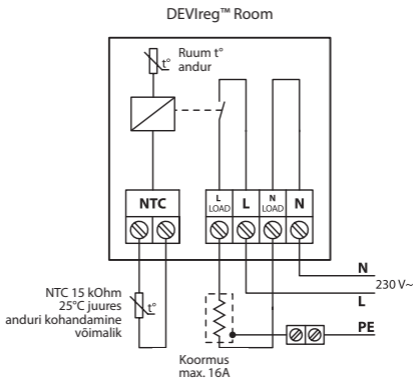 DEVIreg™ Room
Ruum t°
andur
t°
NTC
L
LOAD
L
N
LOAD
N
N
230 V~
L
PE
NTC 15 kOhm
25°C juures
anduri kohandamine
võimalik
t°
Koormus
max. 16A